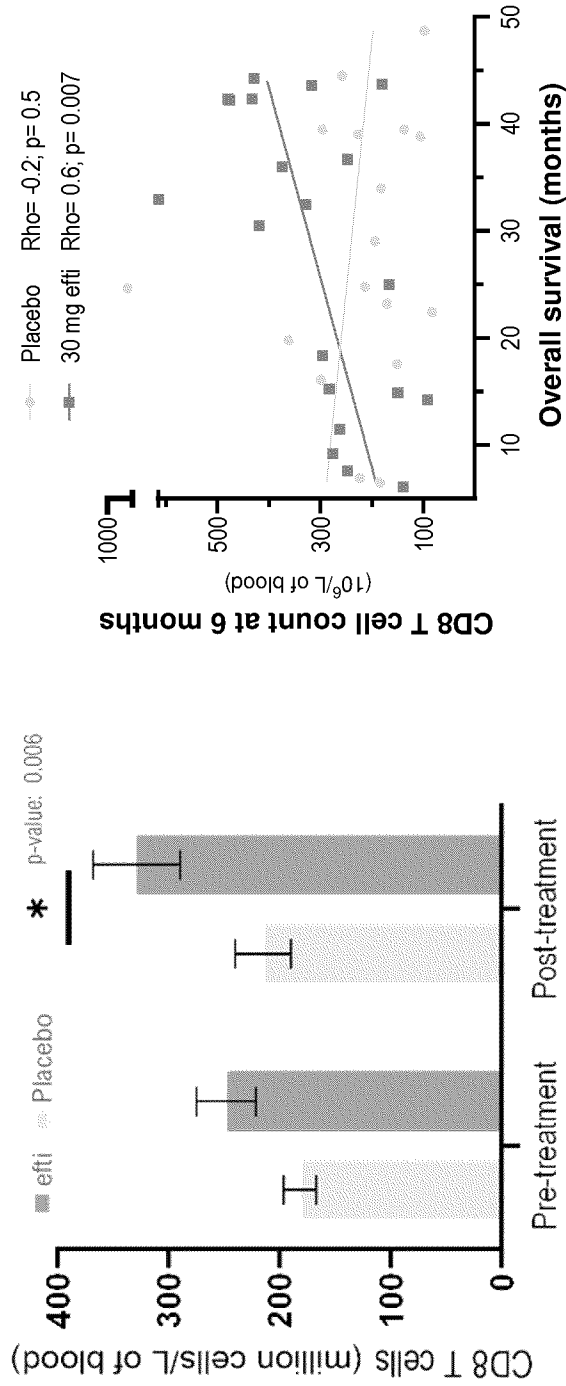 efti Placebo
* p-value: 0.006
CD8 T cells (million cells/L of blood)
400
300
200
100
0
Pre-treatment Post-treatment
Placebo Rho= -0.2; p= 0.5
30 mg efti Rho= 0.6; p= 0.007
CD8 T cell count at 6 months
(10⁶/L of blood)
1000
500
300
100
10 20 30 40 50
Overall survival (months)